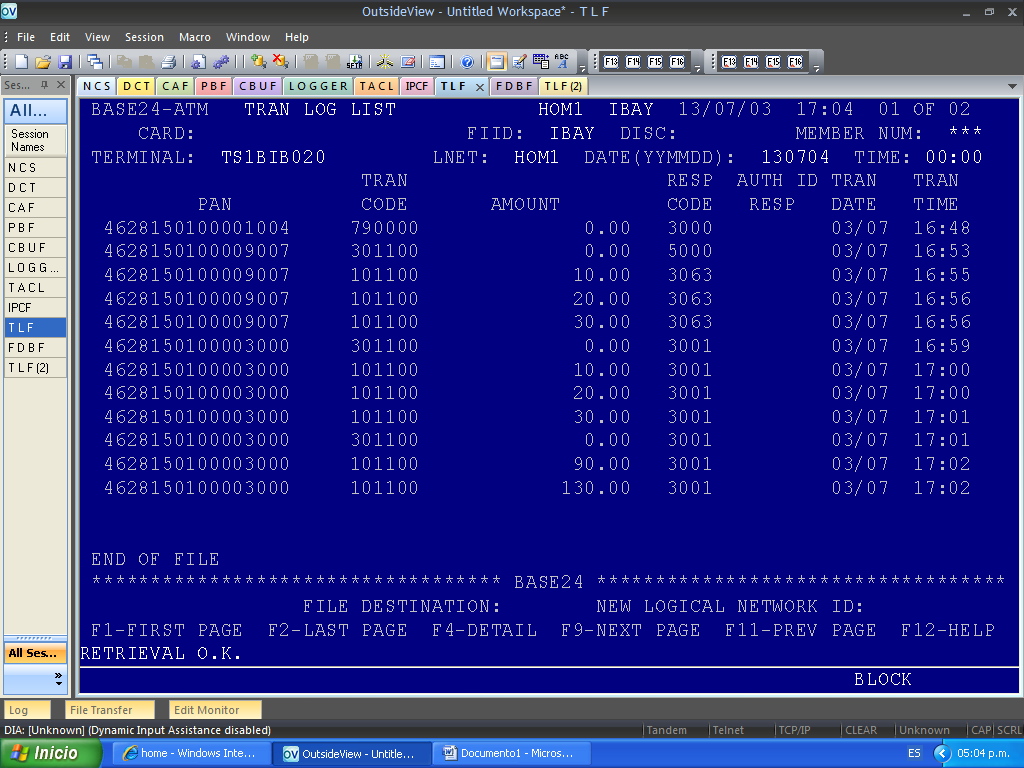 OV OutsideView - Untitled Workspace* - T L F
File Edit View Session Macro Window Help
SETP F13 F14 F15 F16 E13 E14 E15 E16
Ses... N C S D C T C A F P B F C B U F L O G G E R T A C L IPCF T L F F D B F T L F (2)
All...
Session
Names
N C S
D C T
C A F
P B F
C B U F
L O G G ...
T A C L
IPCF
T L F
F D B F
T L F (2)
All Ses...
BASE24-ATM TRAN LOG LIST HOM1 IBAY 13/07/03 17:04 01 OF 02
CARD: FIID: IBAY DISC: MEMBER NUM: ***
TERMINAL: TS1BIB020 LNET: HOM1 DATE(YYMMDD): 130704 TIME: 00:00
TRAN RESP AUTH ID TRAN TRAN
PAN CODE AMOUNT CODE RESP DATE TIME
4628150100001004 790000 0.00 3000 03/07 16:48
4628150100009007 301100 0.00 5000 03/07 16:53
4628150100009007 101100 10.00 3063 03/07 16:55
4628150100009007 101100 20.00 3063 03/07 16:56
4628150100009007 101100 30.00 3063 03/07 16:56
4628150100003000 301100 0.00 3001 03/07 16:59
4628150100003000 101100 10.00 3001 03/07 17:00
4628150100003000 101100 20.00 3001 03/07 17:00
4628150100003000 101100 30.00 3001 03/07 17:01
4628150100003000 301100 0.00 3001 03/07 17:01
4628150100003000 101100 90.00 3001 03/07 17:02
4628150100003000 101100 130.00 3001 03/07 17:02
END OF FILE
*********************************** BASE24 ***********************************
FILE DESTINATION: NEW LOGICAL NETWORK ID:
F1-FIRST PAGE F2-LAST PAGE F4-DETAIL F9-NEXT PAGE F11-PREV PAGE F12-HELP
RETRIEVAL O.K.
BLOCK
Log File Transfer Edit Monitor
DIA: [Unknown] (Dynamic Input Assistance disabled) Tandem Telnet TCP/IP CLEAR Unknown CAP SCRL
Inicio home - Windows Inte... OV OutsideView - Untitle... Documento1 - Micros... ES 05:04 p.m.